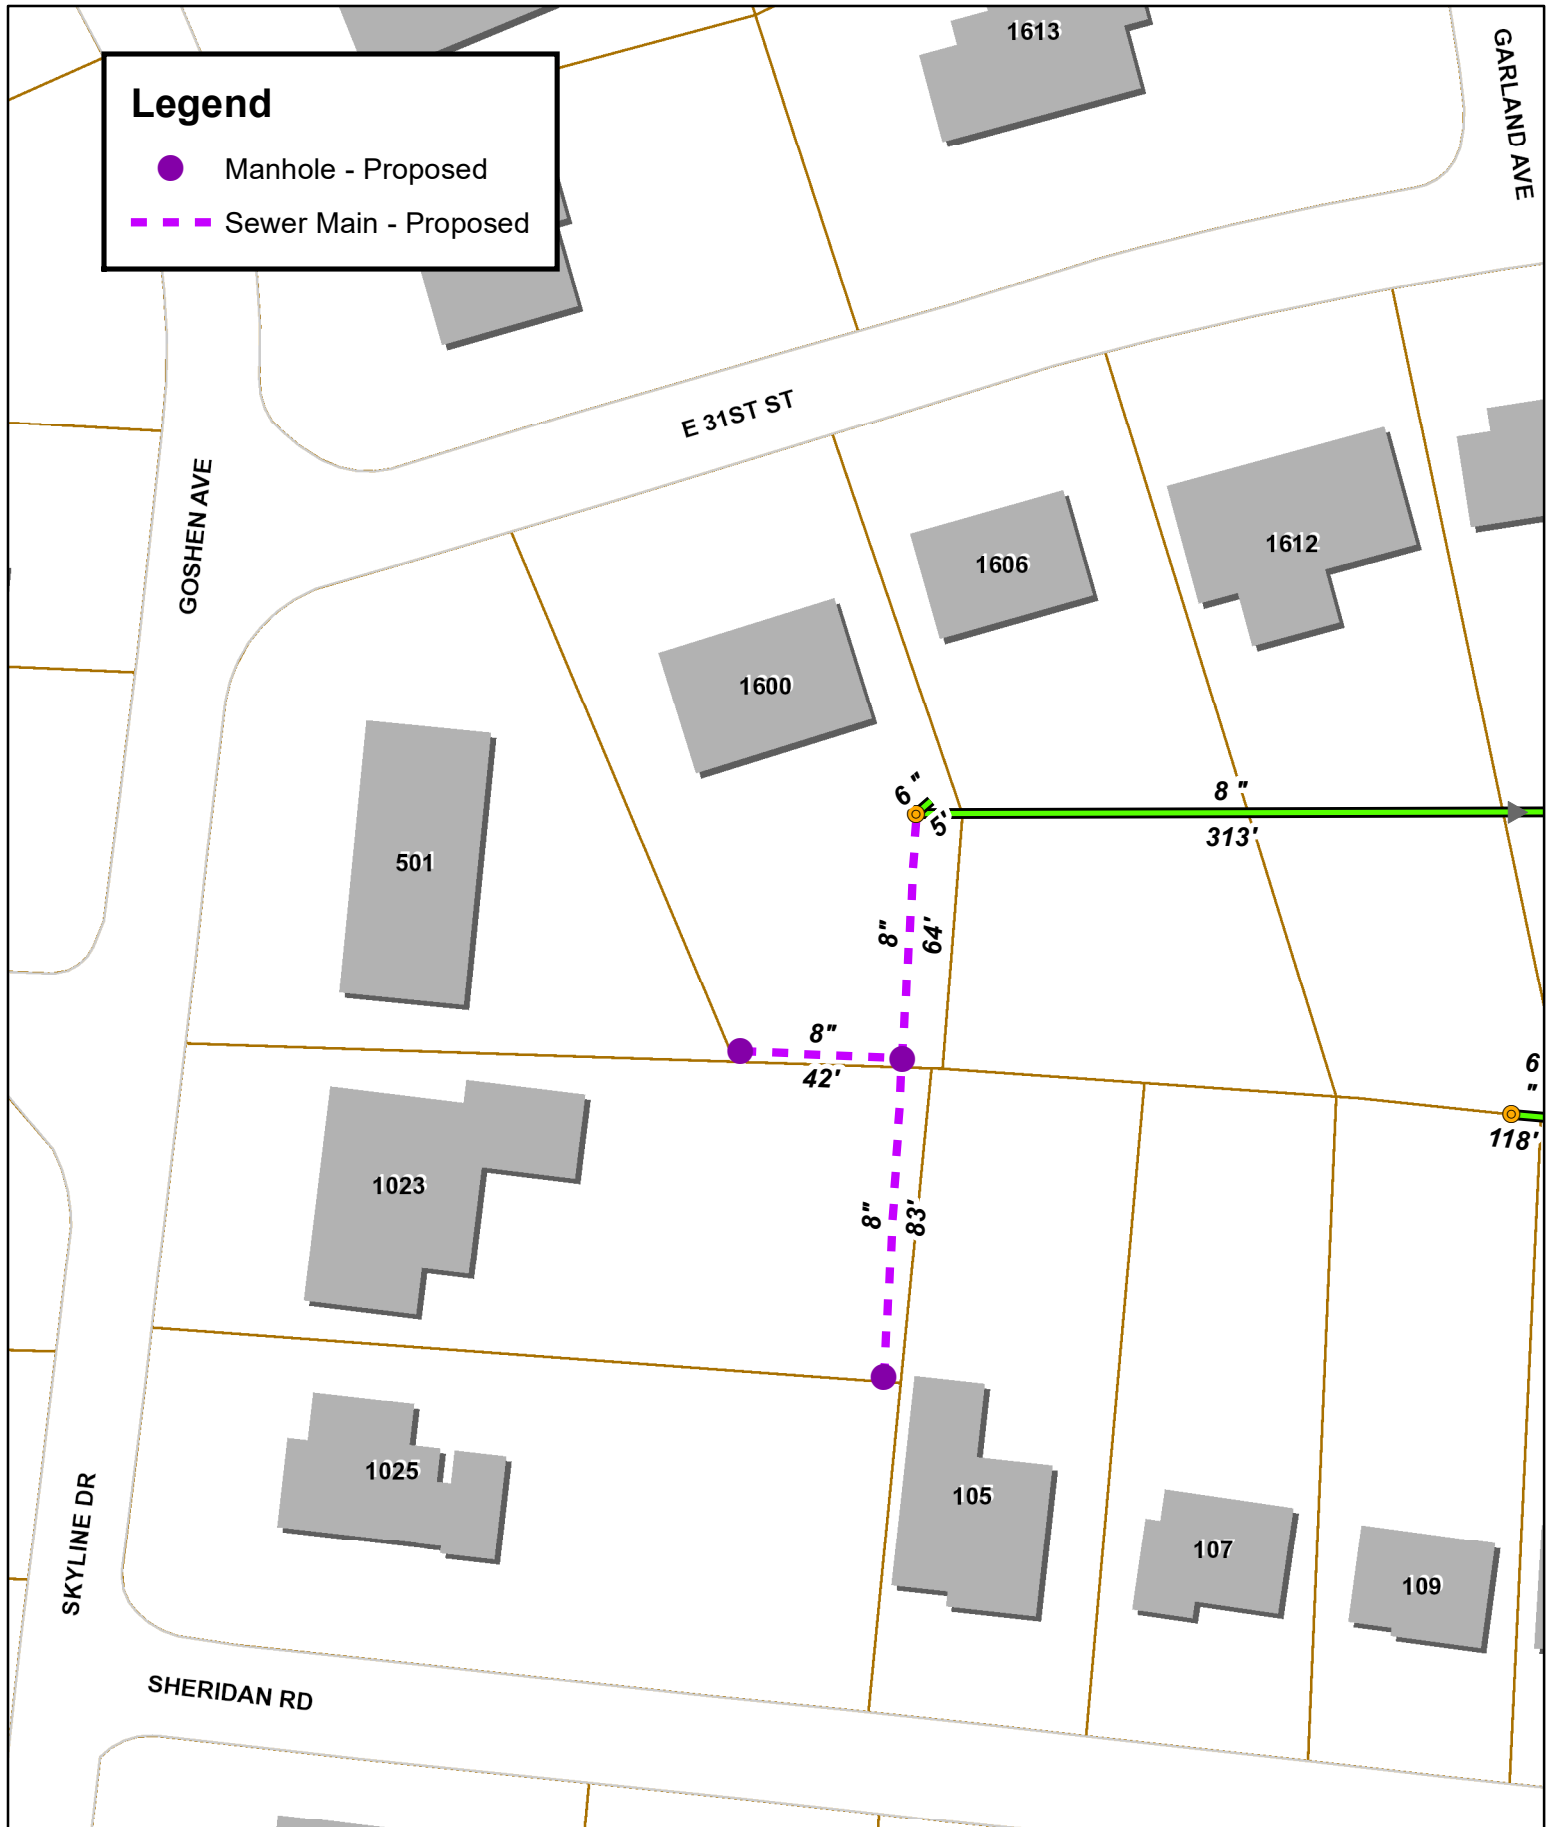 1613
GARLAND AVE
Legend
Manhole - Proposed
Sewer Main - Proposed
E 31ST ST
GOSHEN AVE
1606
1612
1600
6 "
5'
8 "
313'
501
8"
64'
8"
42'
6
"
118'
1023
8"
83'
1025
105
107
109
SKYLINE DR
SHERIDAN RD